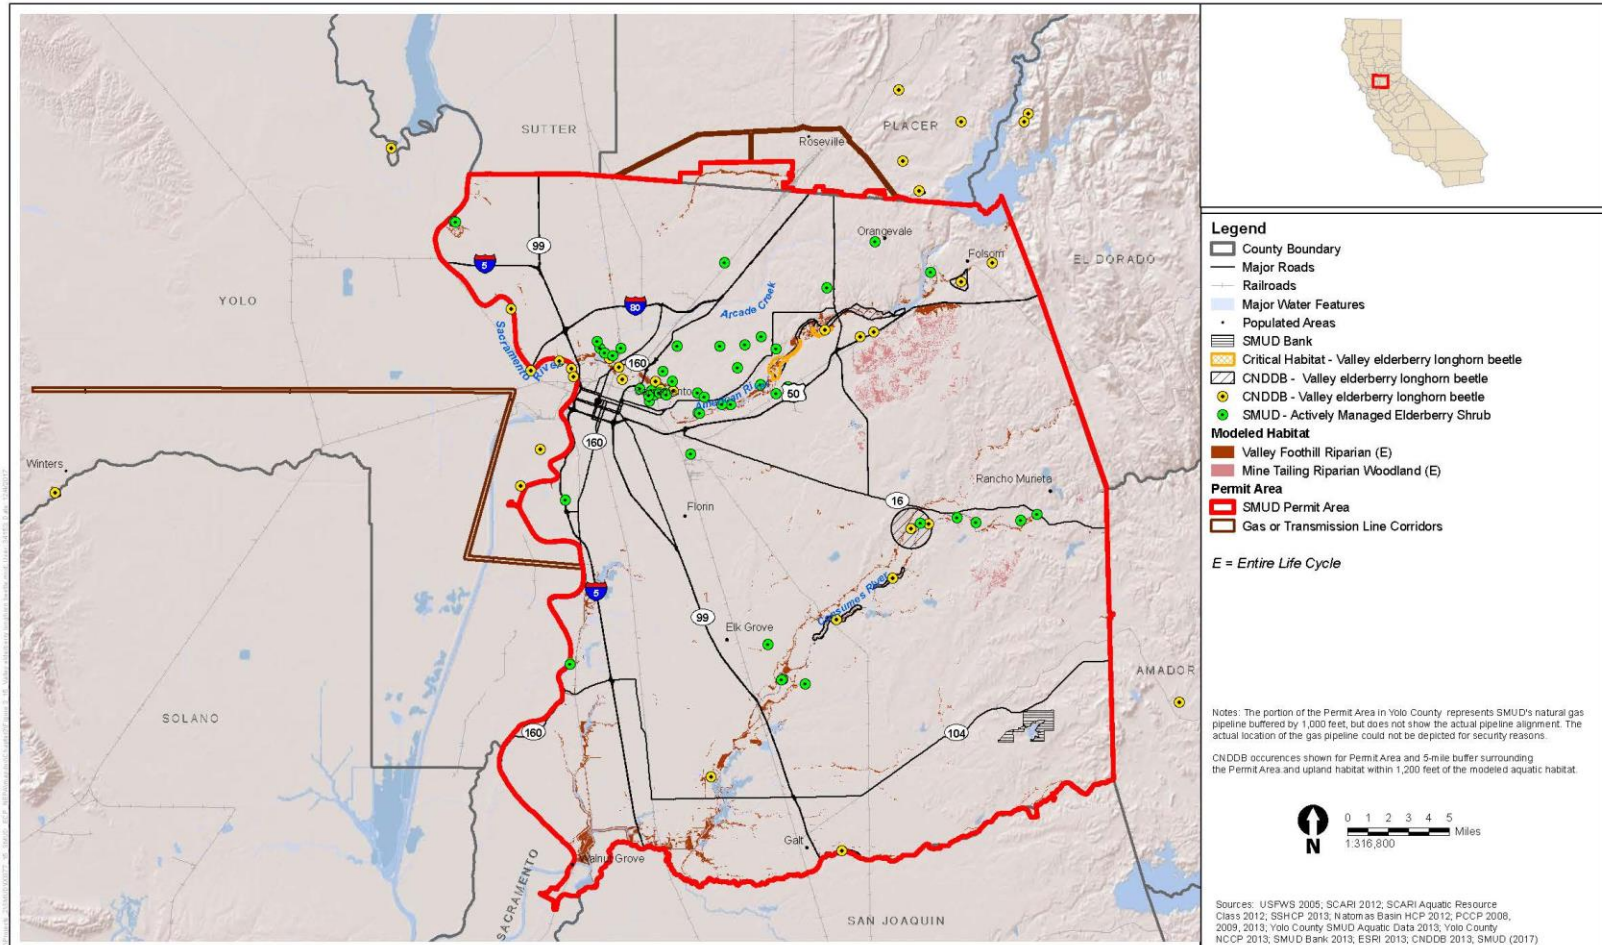 SUTTER
PLACER
Roseville
Orangevale
Folsom
EL DORADO
YOLO
99
5
80
Arcade Creek
Sacramento
River
160
American Ri
50
160
Winters
Florin
16
Rancho Murieta
Cosumes River
5
99
Elk Grove
AMADOR
SOLANO
160
104
Galt
Walnut Grove
SACRAMENTO
SAN JOAQUIN
Legend
County Boundary
Major Roads
Railroads
Major Water Features
Populated Areas
SMUD Bank
Critical Habitat - Valley elderberry longhorn beetle
CNDDB - Valley elderberry longhorn beetle
CNDDB - Valley elderberry longhorn beetle
SMUD - Actively Managed Elderberry Shrub
Modeled Habitat
Valley Foothill Riparian (E)
Mine Tailing Riparian Woodland (E)
Permit Area
SMUD Permit Area
Gas or Transmission Line Corridors
E = Entire Life Cycle
Notes: The portion of the Permit Area in Yolo County represents SMUD's natural gas
pipeline buffered by 1,000 feet, but does not show the actual pipeline alignment. The
actual location of the gas pipeline could not be depicted for security reasons.
CNDDB occurences shown for Permit Area and 5-mile buffer surrounding
the Permit Area and upland habitat within 1,200 feet of the modeled aquatic habitat.
N
0 1 2 3 4 5
Miles
1:316,800
Sources: USFWS 2005; SCARI 2012; SCARI Aquatic Resource
Class 2012; SSHCP 2013; Natomas Basin HCP 2012; PCCP 2008,
2009, 2013; Yolo County SMUD Aquatic Data 2013; Yolo County
NCCP 2013; SMUD Bank 2013; ESRI 2013; CNDDB 2013; SMUD (2017)